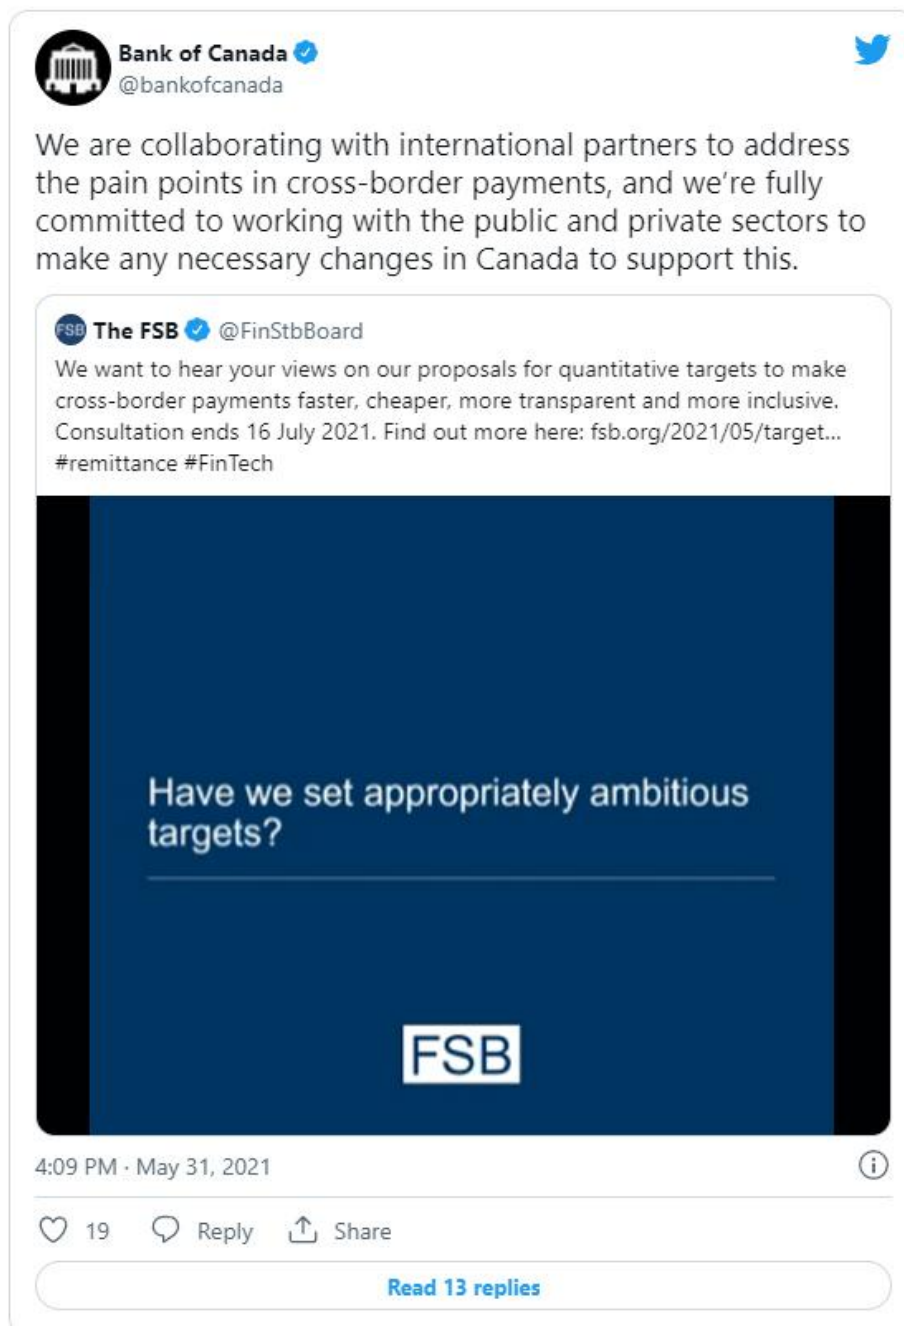 Bank of Canada
@bankofcanada
We are collaborating with international partners to address
the pain points in cross-border payments, and we're fully
committed to working with the public and private sectors to
make any necessary changes in Canada to support this.
FSB The FSB @FinStbBoard
We want to hear your views on our proposals for quantitative targets to make
cross-border payments faster, cheaper, more transparent and more inclusive.
Consultation ends 16 July 2021. Find out more here: fsb.org/2021/05/target...
#remittance #FinTech
Have we set appropriately ambitious
targets?
FSB
4:09 PM · May 31, 2021
19 Reply Share
Read 13 replies